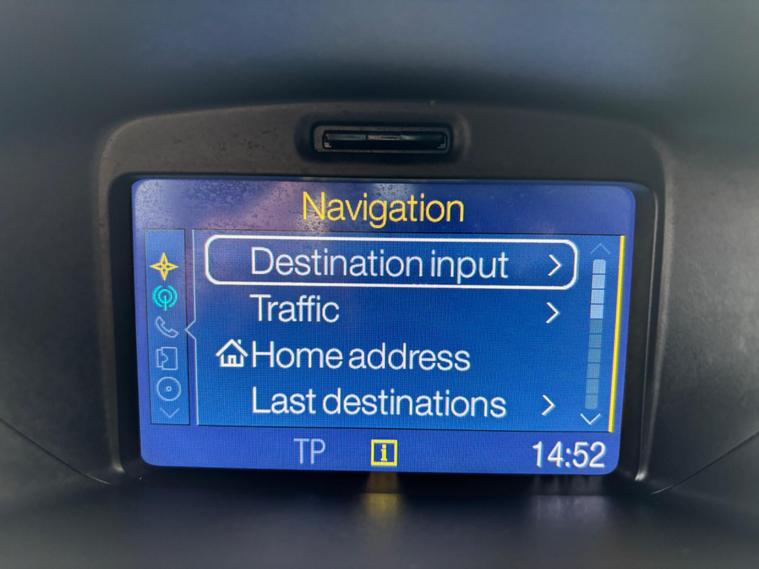 Navigation
Destination input
Traffic
Home address
Last destinations
TP
i
14:52